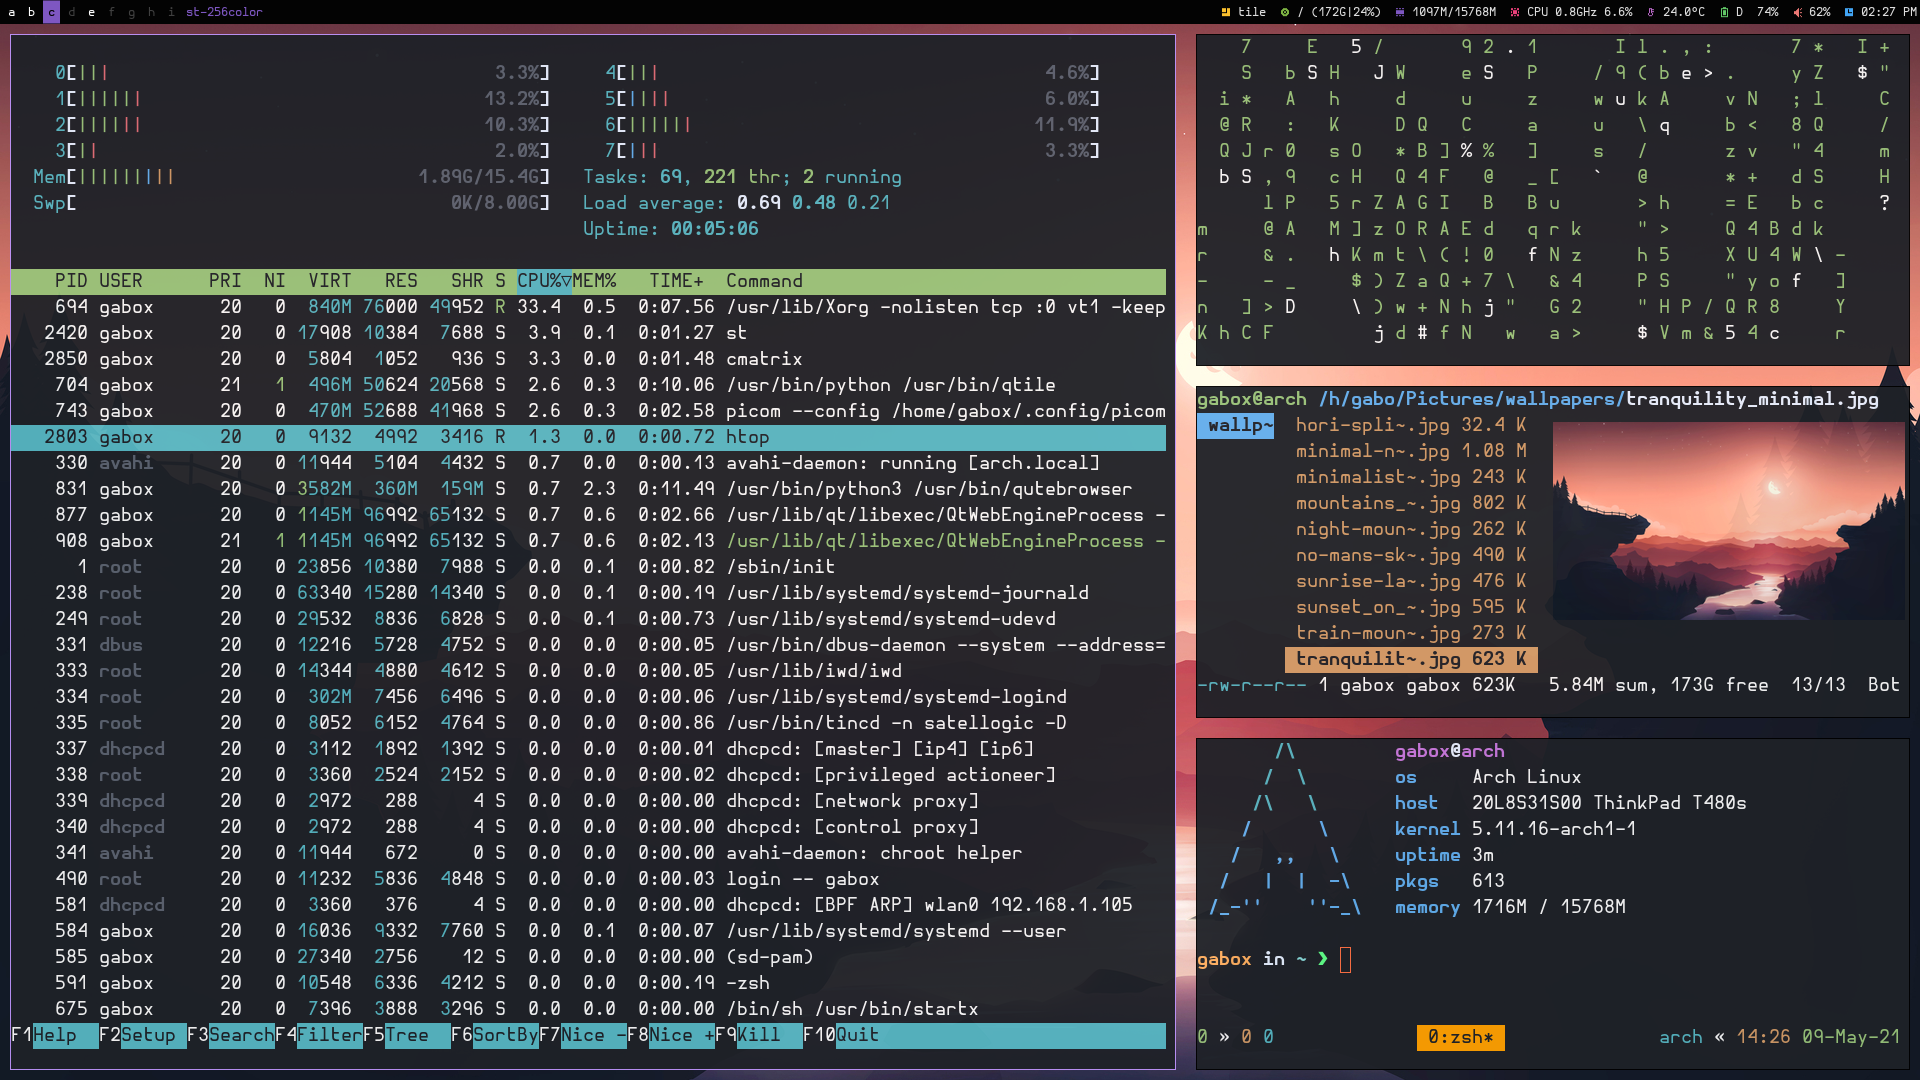 a b c d e f g h i st-256color tile / (172G|24%) 1097M/15768M CPU 0.8GHz 6.6% 24.0°C D 74% 62% 02:27 PM
0[||| 3.3%] 4[||| 4.6%]
1[|||||| 13.2%] 5[|||| 6.0%]
2[|||||| 10.3%] 6[|||||| 11.9%]
3[|| 2.0%] 7[||| 3.3%]
Mem[||||||||| 1.89G/15.4G] Tasks: 69, 221 thr; 2 running
Swp[ 0K/8.00G] Load average: 0.69 0.48 0.21
Uptime: 00:05:06
PID USER PRI NI VIRT RES SHR S CPU%▽MEM% TIME+ Command
694 gabox 20 0 840M 76000 49952 R 33.4 0.5 0:07.56 /usr/lib/Xorg -nolisten tcp :0 vt1 -keep
2420 gabox 20 0 17908 10384 7688 S 3.9 0.1 0:01.27 st
2850 gabox 20 0 5804 1052 936 S 3.3 0.0 0:01.48 cmatrix
704 gabox 21 1 496M 50624 20568 S 2.6 0.3 0:10.06 /usr/bin/python /usr/bin/qtile
743 gabox 20 0 470M 52688 41968 S 2.6 0.3 0:02.58 picom --config /home/gabox/.config/picom
2803 gabox 20 0 9132 4992 3416 R 1.3 0.0 0:00.72 htop
330 avahi 20 0 11944 5104 4432 S 0.7 0.0 0:00.13 avahi-daemon: running [arch.local]
831 gabox 20 0 3582M 360M 159M S 0.7 2.3 0:11.49 /usr/bin/python3 /usr/bin/qutebrowser
877 gabox 20 0 1145M 96992 65132 S 0.7 0.6 0:02.66 /usr/lib/qt/libexec/QtWebEngineProcess -
908 gabox 21 1 1145M 96992 65132 S 0.7 0.6 0:02.13 /usr/lib/qt/libexec/QtWebEngineProcess -
1 root 20 0 23856 10380 7988 S 0.0 0.1 0:00.82 /sbin/init
238 root 20 0 63340 15280 14340 S 0.0 0.1 0:00.19 /usr/lib/systemd/systemd-journald
249 root 20 0 29532 8836 6828 S 0.0 0.1 0:00.73 /usr/lib/systemd/systemd-udevd
331 dbus 20 0 12216 5728 4752 S 0.0 0.0 0:00.05 /usr/bin/dbus-daemon --system --address=
333 root 20 0 14344 4880 4612 S 0.0 0.0 0:00.05 /usr/lib/iwd/iwd
334 root 20 0 302M 7456 6496 S 0.0 0.0 0:00.06 /usr/lib/systemd/systemd-logind
335 root 20 0 8052 6152 4764 S 0.0 0.0 0:00.86 /usr/bin/tincd -n satellogic -D
337 dhcpcd 20 0 3112 1892 1392 S 0.0 0.0 0:00.01 dhcpcd: [master] [ip4] [ip6]
338 root 20 0 3360 2524 2152 S 0.0 0.0 0:00.02 dhcpcd: [privileged actioneer]
339 dhcpcd 20 0 2972 288 4 S 0.0 0.0 0:00.00 dhcpcd: [network proxy]
340 dhcpcd 20 0 2972 288 4 S 0.0 0.0 0:00.00 dhcpcd: [control proxy]
341 avahi 20 0 11944 672 0 S 0.0 0.0 0:00.00 avahi-daemon: chroot helper
490 root 20 0 11232 5836 4848 S 0.0 0.0 0:00.03 login -- gabox
581 dhcpcd 20 0 3360 376 4 S 0.0 0.0 0:00.00 dhcpcd: [BPF ARP] wlan0 192.168.1.105
584 gabox 20 0 16036 9332 7760 S 0.0 0.1 0:00.07 /usr/lib/systemd/systemd --user
585 gabox 20 0 27340 2756 12 S 0.0 0.0 0:00.00 (sd-pam)
591 gabox 20 0 10548 6336 4212 S 0.0 0.0 0:00.19 -zsh
675 gabox 20 0 7396 3888 3296 S 0.0 0.0 0:00.00 /bin/sh /usr/bin/startx
F1Help F2Setup F3SearchF4FilterF5Tree F6SortByF7Nice -F8Nice +F9Kill F10Quit
7 E 5 / 9 2 . 1 I l . , : 7 * I +
S b S H J W e S P / 9 ( b e > . y Z $ "
i * A h d u z w u k A v N ; l C
@ R : K D Q C a u \ q b < 8 Q /
Q J r 0 s O * B ] % % ] s / z v " 4 m
b S , 9 c H Q 4 F @ _ [ ` @ * + d S H
l P 5 r Z A G I B B u > h = E b c ?
m @ A M ] z O R A E d q r k " > Q 4 B d k
r & . h K m t \ ( ! 0 f N z h 5 X U 4 W \ -
- - _ $ ) Z a Q + 7 \ & 4 P S " y o f ]
n ] > D \ ) w + N h j " G 2 " H P / Q R 8 Y
K h C F j d # f N w a > $ V m & 5 4 c r
gabox@arch /h/gabo/Pictures/wallpapers/tranquility_minimal.jpg
wallp~ hori-spli~.jpg 32.4 K
minimal-n~.jpg 1.08 M
minimalist~.jpg 243 K
mountains_~.jpg 802 K
night-moun~.jpg 262 K
no-mans-sk~.jpg 490 K
sunrise-la~.jpg 476 K
sunset_on_~.jpg 595 K
train-moun~.jpg 273 K
tranquilit~.jpg 623 K
-rw-r--r-- 1 gabox gabox 623K 5.84M sum, 173G free 13/13 Bot
/\ gabox@arch
/ \ os Arch Linux
/\ \ host 20L8S31S00 ThinkPad T480s
/ \ kernel 5.11.16-arch1-1
/ ,, \ uptime 3m
/ | | -\ pkgs 613
/_-'' ''-_\ memory 1716M / 15768M
gabox in ~ ❯
0 » 0 0 0:zsh* arch « 14:26 09-May-21